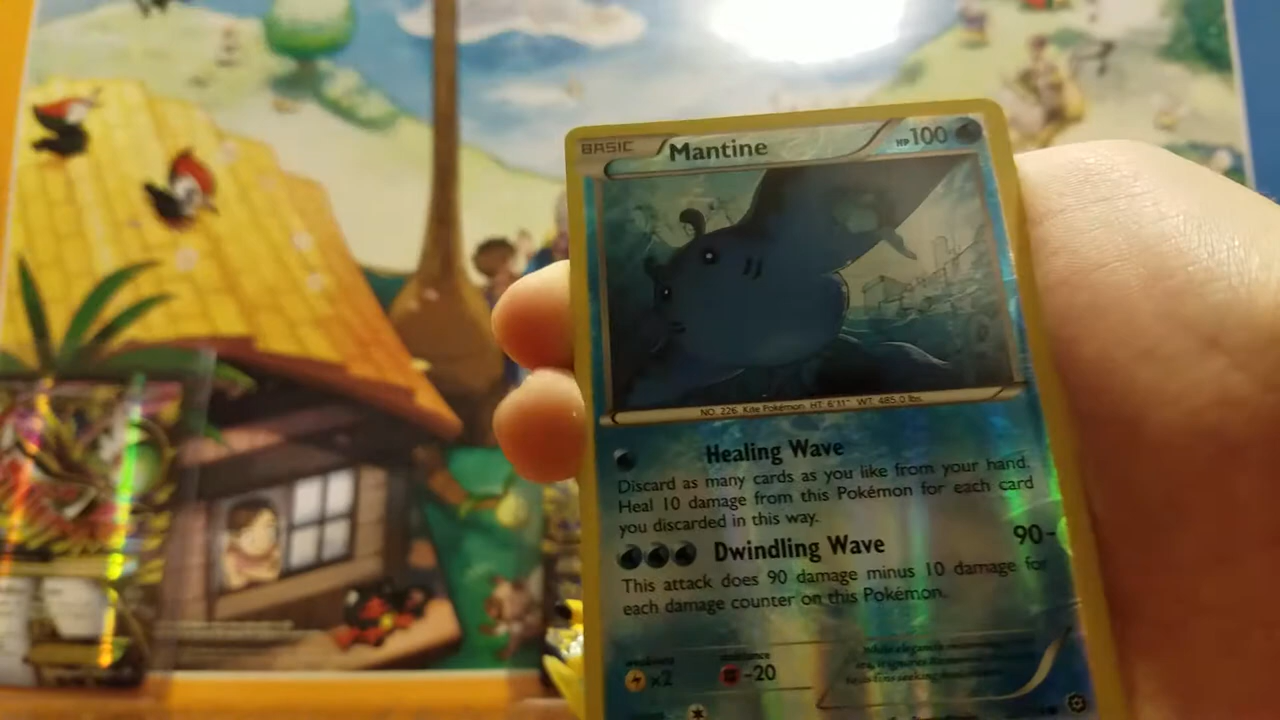 BASIC Mantine HP100
NO. 226 Kite Pokémon HT: 6'11" WT: 485.0 lbs.
Healing Wave
Discard as many cards as you like from your hand.
Heal 10 damage from this Pokémon for each card
you discarded in this way.
Dwindling Wave 90-
This attack does 90 damage minus 10 damage for
each damage counter on this Pokémon.
weakness resistance
×2 -20